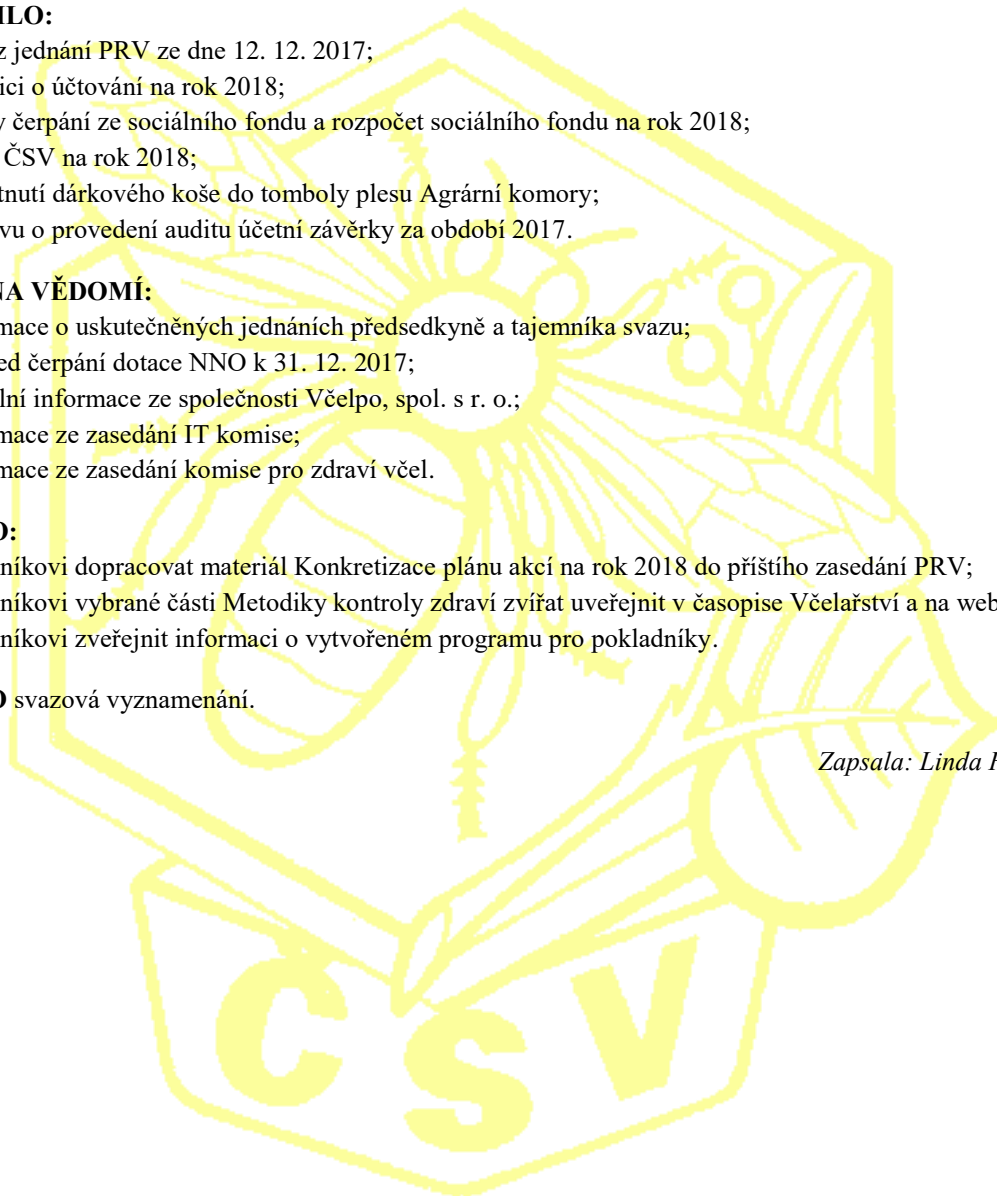 ILO:
z jednání PRV ze dne 12. 12. 2017;
ici o účtování na rok 2018;
y čerpání ze sociálního fondu a rozpočet sociálního fondu na rok 2018;
ČSV na rok 2018;
tnutí dárkového koše do tomboly plesu Agrární komory;
vu o provedení auditu účetní závěrky za období 2017.
NA VĚDOMÍ:
mace o uskutečněných jednáních předsedkyně a tajemníka svazu;
ed čerpání dotace NNO k 31. 12. 2017;
lní informace ze společnosti Včelpo, spol. s r. o.;
mace ze zasedání IT komise;
mace ze zasedání komise pro zdraví včel.
O:
níkovi dopracovat materiál Konkretizace plánu akcí na rok 2018 do příštího zasedání PRV;
níkovi vybrané části Metodiky kontroly zdraví zvířat uveřejnit v časopise Včelařství a na web
níkovi zveřejnit informaci o vytvořeném programu pro pokladníky.
O svazová vyznamenání.
Zapsala: Linda
ČSV